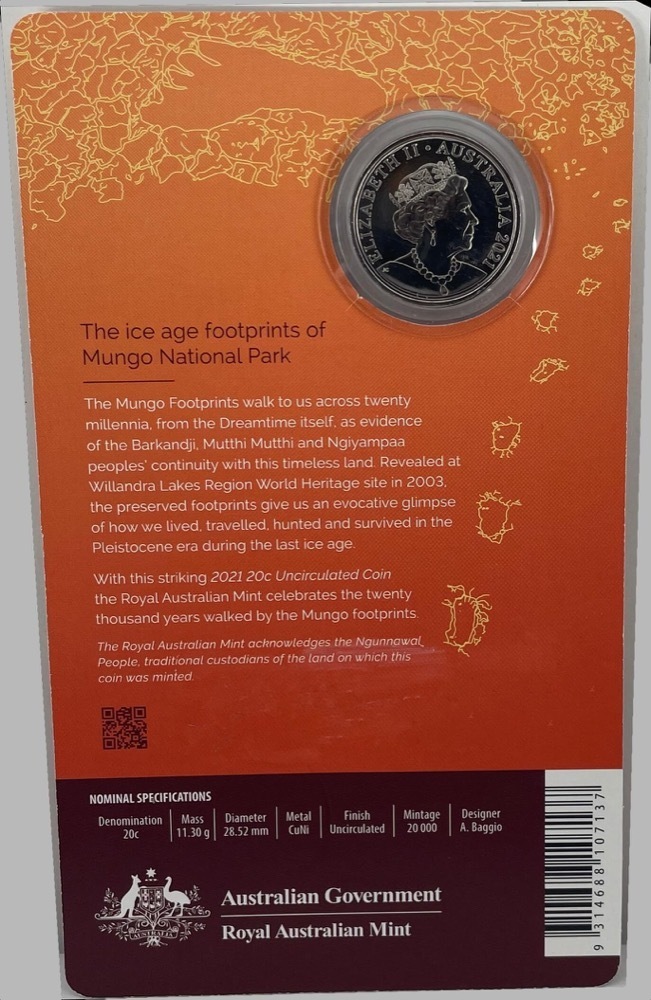 ELIZABETH II • AUSTRALIA 2021
The ice age footprints of
Mungo National Park
The Mungo Footprints walk to us across twenty
millennia, from the Dreamtime itself, as evidence
of the Barkandji, Mutthi Mutthi and Ngiyampaa
peoples' continuity with this timeless land. Revealed at
Willandra Lakes Region World Heritage site in 2003,
the preserved footprints give us an evocative glimpse
of how we lived, travelled, hunted and survived in the
Pleistocene era during the last ice age.
With this striking 2021 20c Uncirculated Coin
the Royal Australian Mint celebrates the twenty
thousand years walked by the Mungo footprints.
The Royal Australian Mint acknowledges the Ngunnawal
People, traditional custodians of the land on which this
coin was minted.
NOMINAL SPECIFICATIONS
Denomination Mass Diameter Metal Finish Mintage Designer
20c 11.30 g 28.52 mm CuNi Uncirculated 20 000 A. Baggio
AUSTRALIA
Australian Government
Royal Australian Mint
9 314688 107137